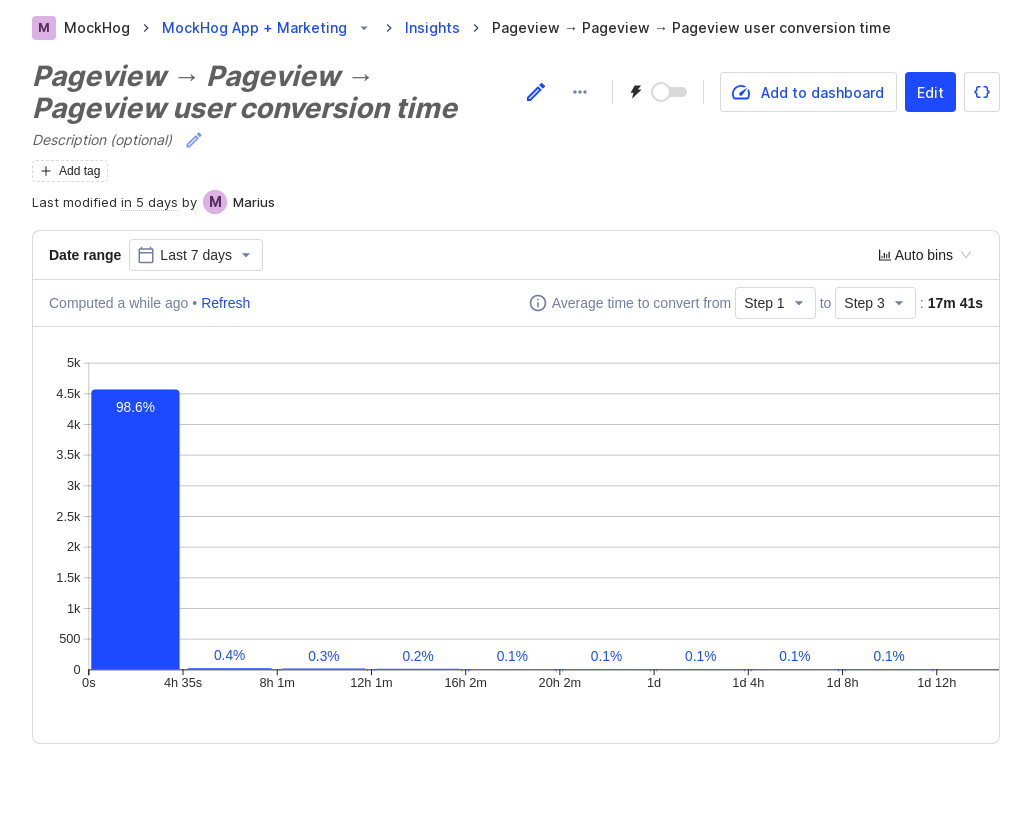 M MockHog > MockHog App + Marketing > Insights > Pageview → Pageview → Pageview user conversion time
Pageview → Pageview →
Pageview user conversion time
Add to dashboard
Edit
{}
Description (optional)
+ Add tag
Last modified in 5 days by M Marius
Date range Last 7 days
Auto bins
Computed a while ago • Refresh
Average time to convert from Step 1 to Step 3 : 17m 41s
5k
4.5k
98.6%
4k
3.5k
3k
2.5k
2k
1.5k
1k
500
0.4% 0.3% 0.2% 0.1% 0.1% 0.1% 0.1% 0.1%
0
0s 4h 35s 8h 1m 12h 1m 16h 2m 20h 2m 1d 1d 4h 1d 8h 1d 12h